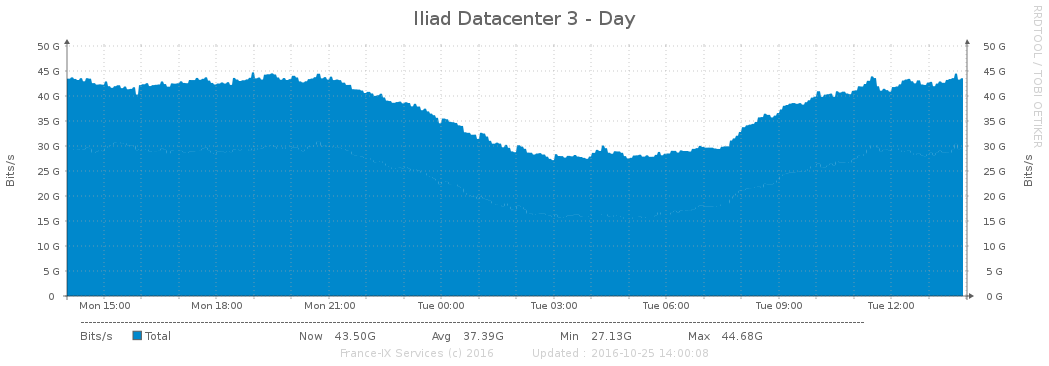 Iliad Datacenter 3 - Day
RRDTOOL / TOBI OETIKER
Bits/s
Bits/s
50 G 50 G
45 G 45 G
40 G 40 G
35 G 35 G
30 G 30 G
25 G 25 G
20 G 20 G
15 G 15 G
10 G 10 G
5 G 5 G
0 0 G
Mon 15:00 Mon 18:00 Mon 21:00 Tue 00:00 Tue 03:00 Tue 06:00 Tue 09:00 Tue 12:00
Bits/s Total Now 43.50G Avg 37.39G Min 27.13G Max 44.68G
France-IX Services (c) 2016 Updated : 2016-10-25 14:00:08